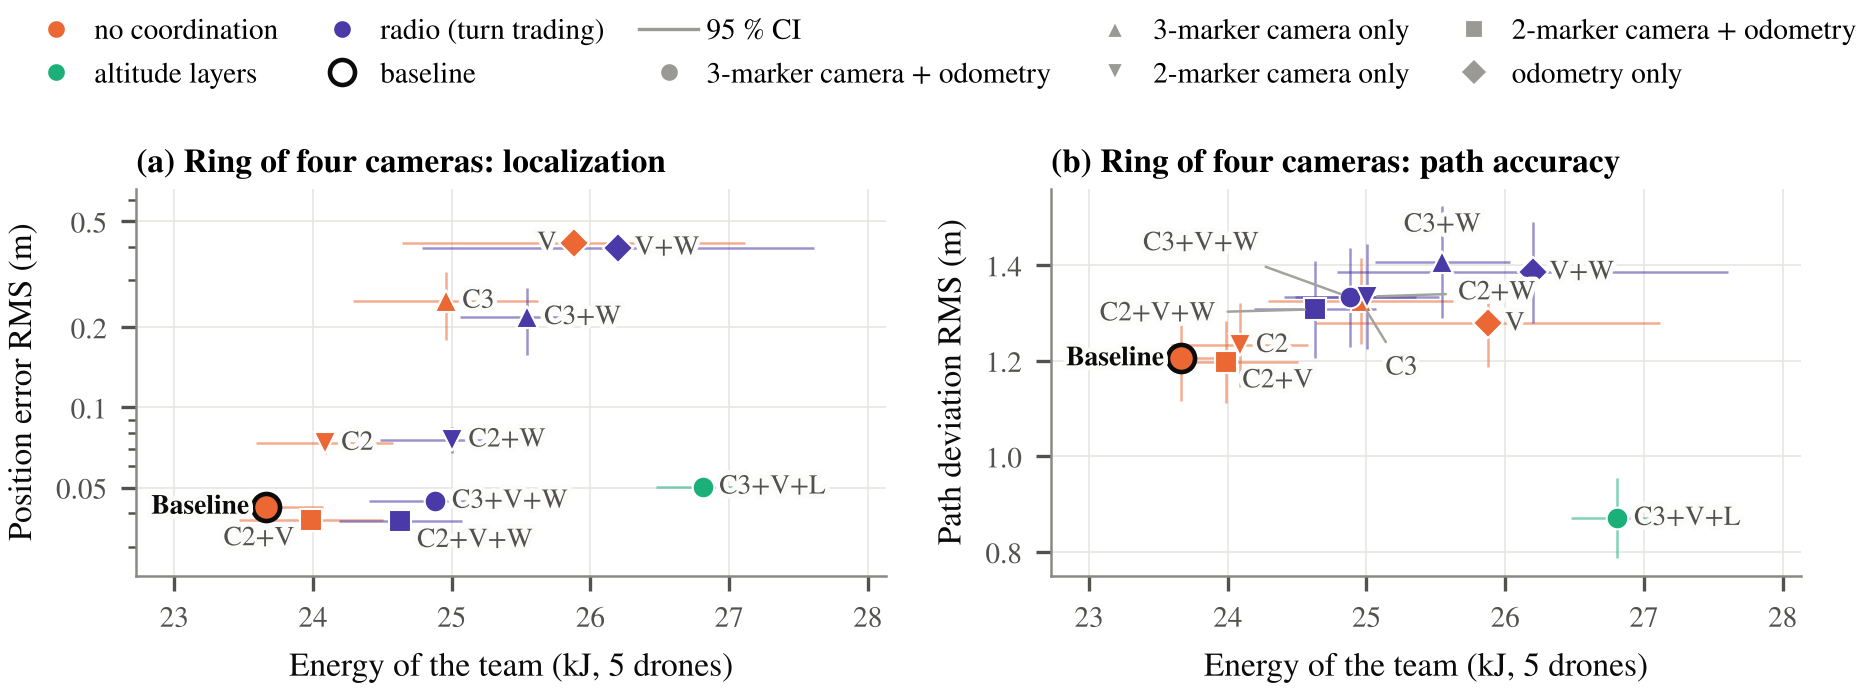 no coordination
altitude layers
radio (turn trading)
baseline
95 % CI
3-marker camera + odometry
3-marker camera only
2-marker camera only
2-marker camera + odometry
odometry only
(a) Ring of four cameras: localization
Position error RMS (m)
0.5
0.2
0.1
0.05
V
V+W
C3
C3+W
C2
C2+W
Baseline
C3+V+W
C3+V+L
C2+V
C2+V+W
23
24
25
26
27
28
Energy of the team (kJ, 5 drones)
(b) Ring of four cameras: path accuracy
Path deviation RMS (m)
1.4
1.2
1.0
0.8
C3+W
C3+V+W
V+W
C2+W
C2+V+W
V
C2
Baseline
C3
C2+V
C3+V+L
23
24
25
26
27
28
Energy of the team (kJ, 5 drones)